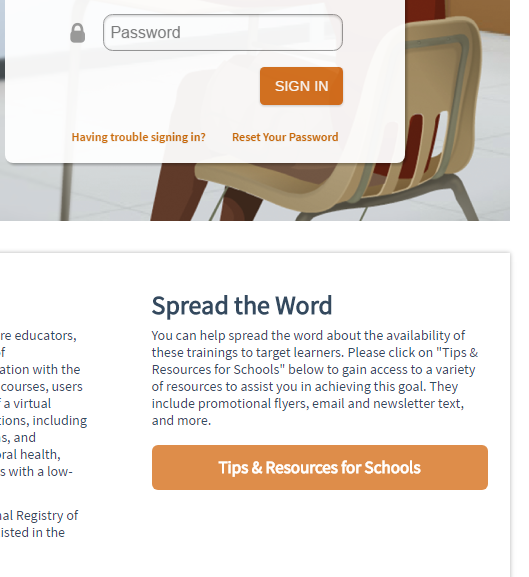 Password
SIGN IN
Having trouble signing in?
Reset Your Password
re educators,
f
ation with the
courses, users
f a virtual
tions, including
s, and
oral health,
s with a low-
nal Registry of
isted in the
Spread the Word
You can help spread the word about the availability of
these trainings to target learners. Please click on "Tips &
Resources for Schools" below to gain access to a variety
of resources to assist you in achieving this goal. They
include promotional flyers, email and newsletter text,
and more.
Tips & Resources for Schools